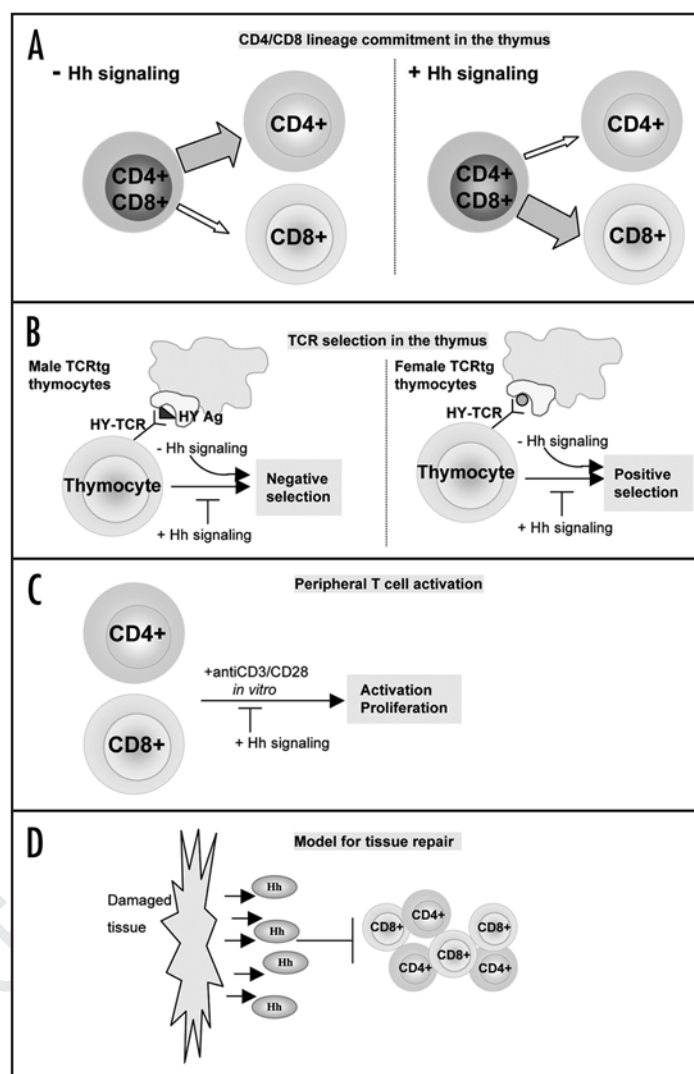 A
CD4/CD8 lineage commitment in the thymus
- Hh signaling
+ Hh signaling
CD4+
CD8+
CD4+
CD8+
CD4+
CD8+
CD4+
CD8+
B
TCR selection in the thymus
Male TCRtg
thymocytes
HY-TCR
HY Ag
- Hh signaling
Thymocyte
Negative
selection
+ Hh signaling
Female TCRtg
thymocytes
HY-TCR
- Hh signaling
Thymocyte
Positive
selection
+ Hh signaling
C
Peripheral T cell activation
CD4+
CD8+
+antiCD3/CD28
in vitro
+ Hh signaling
Activation
Proliferation
D
Model for tissue repair
Damaged
tissue
Hh
Hh
Hh
Hh
CD8+
CD4+
CD8+
CD4+
CD8+
CD4+